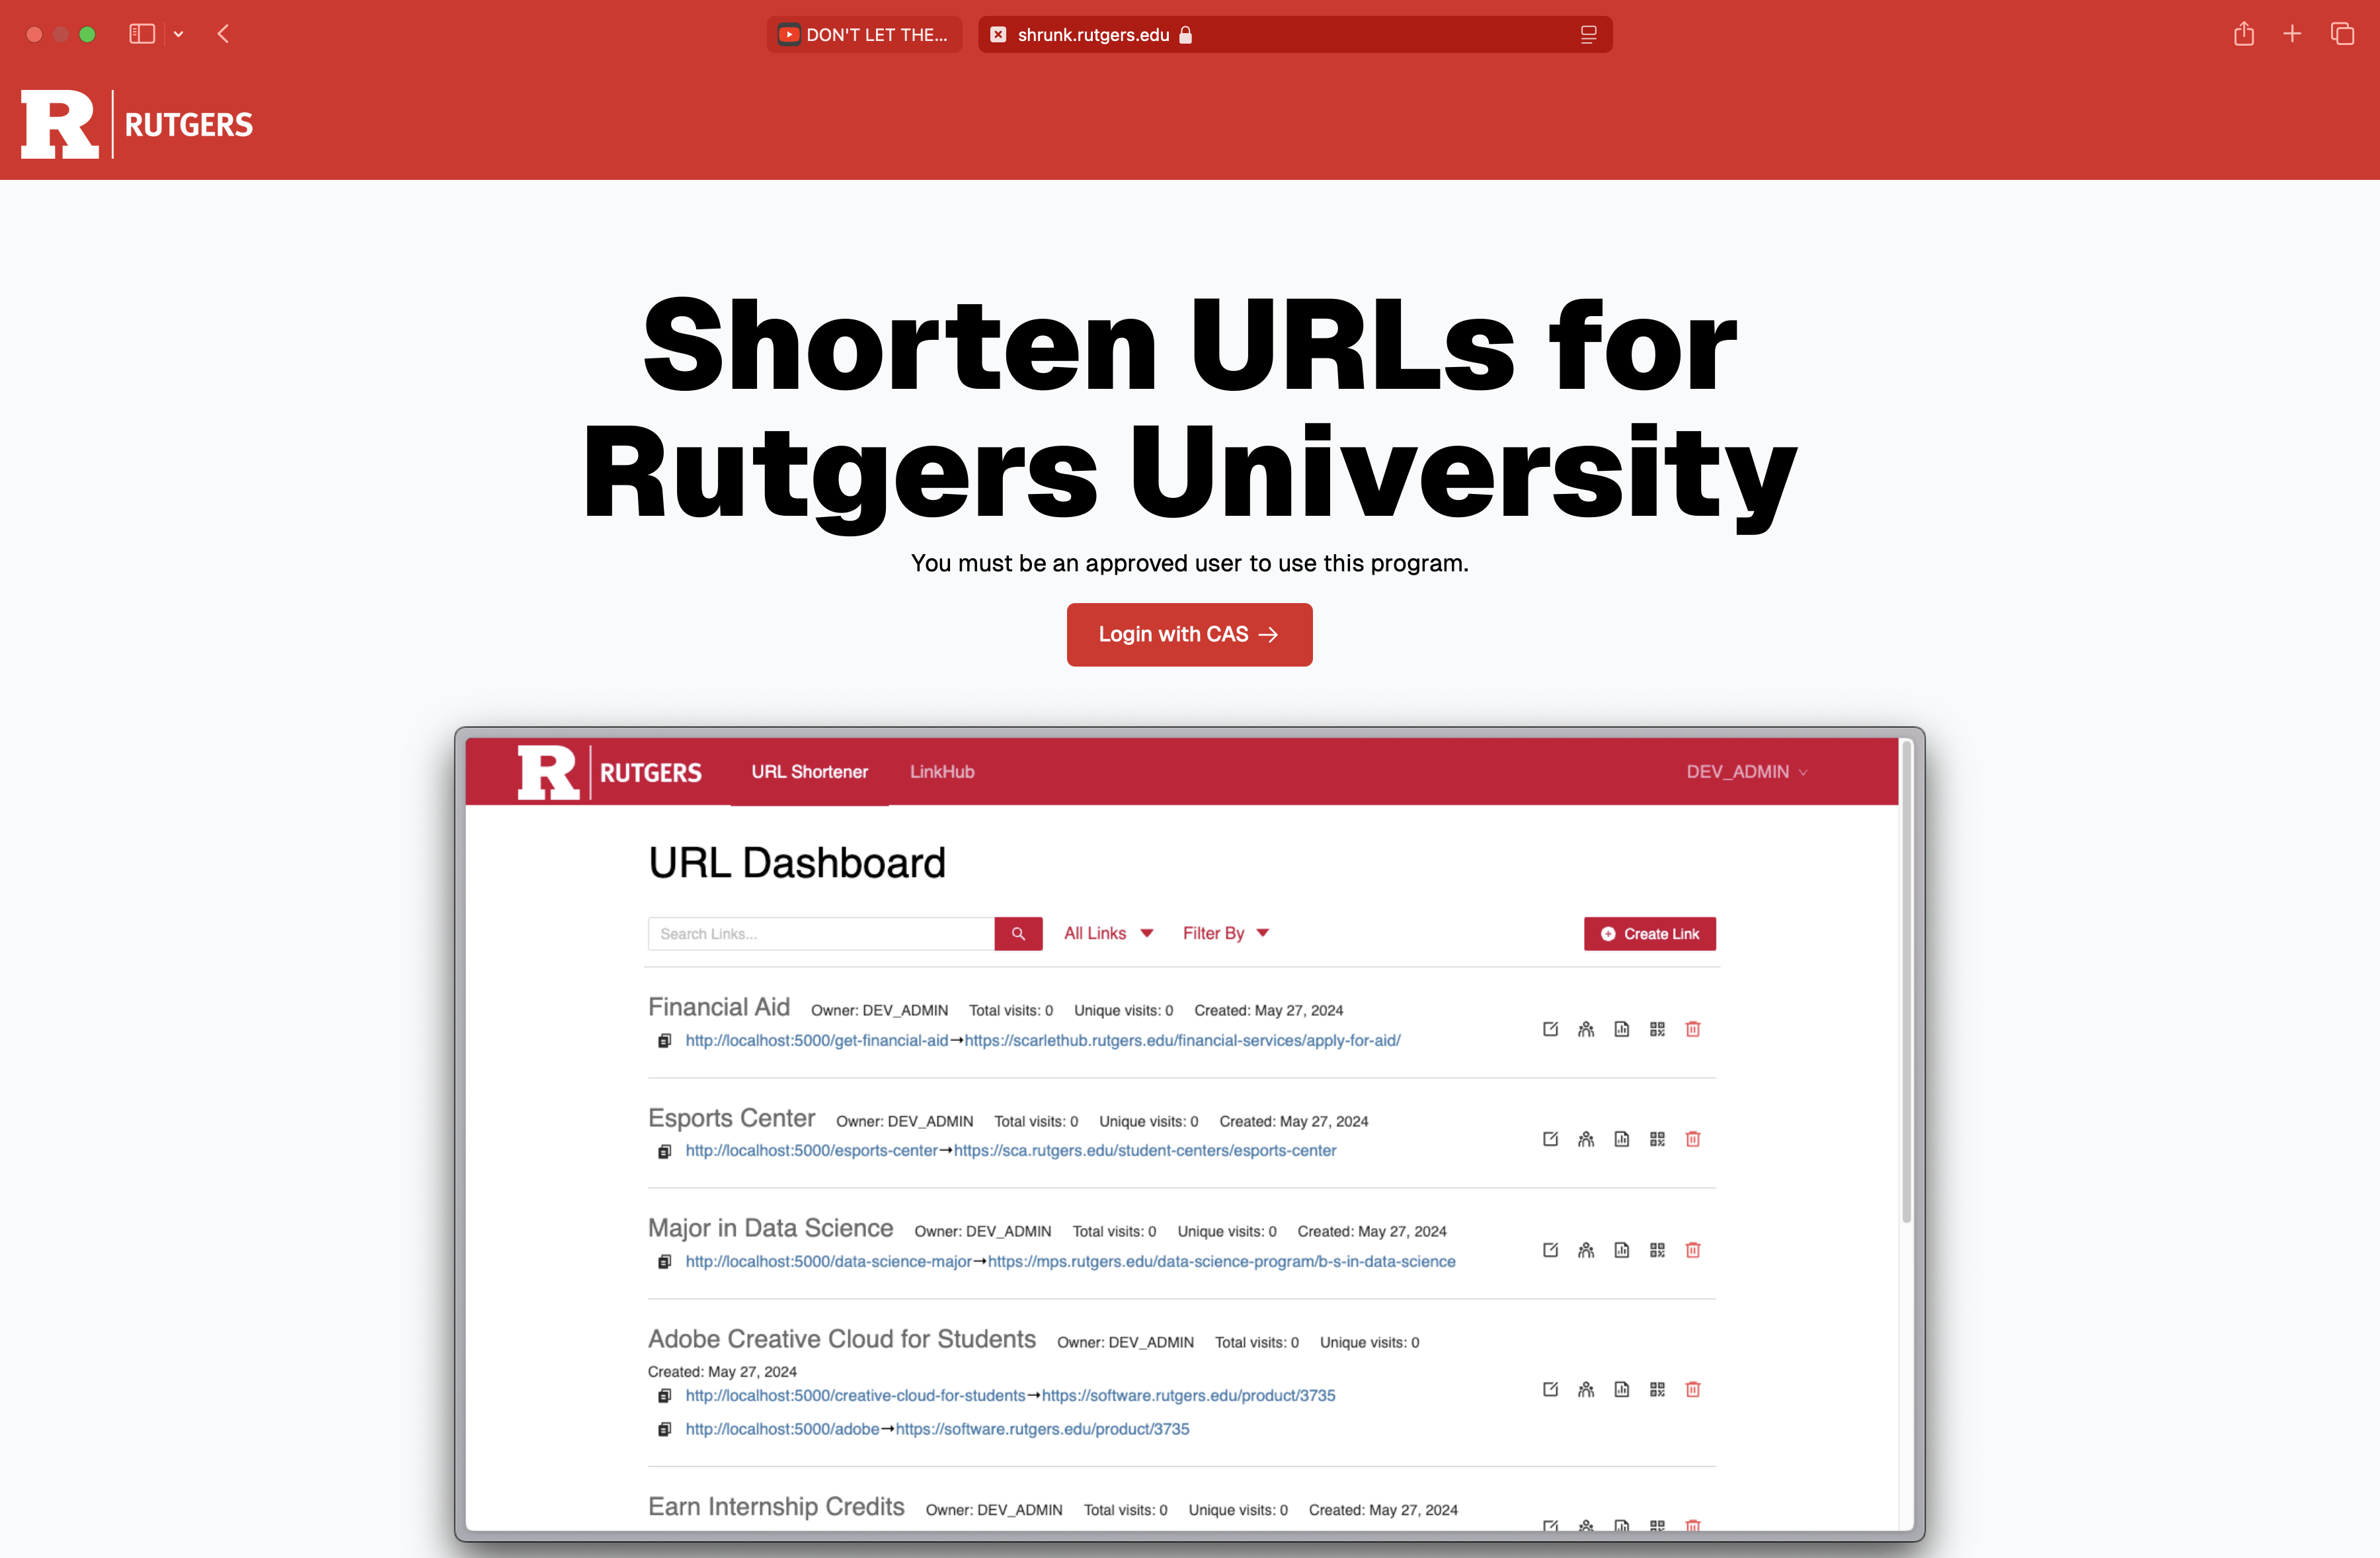 DON'T LET THE...
shrunk.rutgers.edu
R RUTGERS
Shorten URLs for
Rutgers University
You must be an approved user to use this program.
Login with CAS →
R RUTGERS URL Shortener LinkHub DEV_ADMIN
URL Dashboard
Search Links... All Links Filter By Create Link
Financial Aid Owner: DEV_ADMIN Total visits: 0 Unique visits: 0 Created: May 27, 2024
http://localhost:5000/get-financial-aid→https://scarlethub.rutgers.edu/financial-services/apply-for-aid/
Esports Center Owner: DEV_ADMIN Total visits: 0 Unique visits: 0 Created: May 27, 2024
http://localhost:5000/esports-center→https://sca.rutgers.edu/student-centers/esports-center
Major in Data Science Owner: DEV_ADMIN Total visits: 0 Unique visits: 0 Created: May 27, 2024
http://localhost:5000/data-science-major→https://mps.rutgers.edu/data-science-program/b-s-in-data-science
Adobe Creative Cloud for Students Owner: DEV_ADMIN Total visits: 0 Unique visits: 0
Created: May 27, 2024
http://localhost:5000/creative-cloud-for-students→https://software.rutgers.edu/product/3735
http://localhost:5000/adobe→https://software.rutgers.edu/product/3735
Earn Internship Credits Owner: DEV_ADMIN Total visits: 0 Unique visits: 0 Created: May 27, 2024